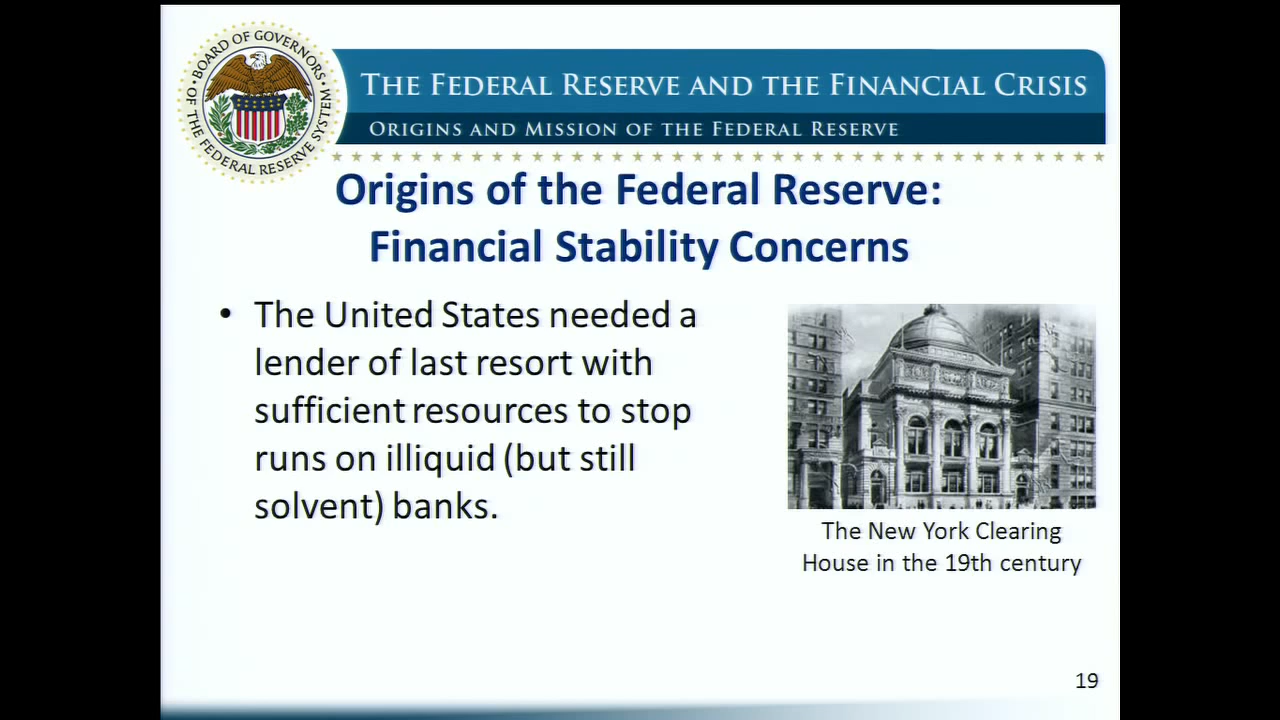 BOARD OF GOVERNORS
OF THE FEDERAL RESERVE SYSTEM
THE FEDERAL RESERVE AND THE FINANCIAL CRISIS
ORIGINS AND MISSION OF THE FEDERAL RESERVE
Origins of the Federal Reserve:
Financial Stability Concerns
• The United States needed a
lender of last resort with
sufficient resources to stop
runs on illiquid (but still
solvent) banks.
The New York Clearing
House in the 19th century
19